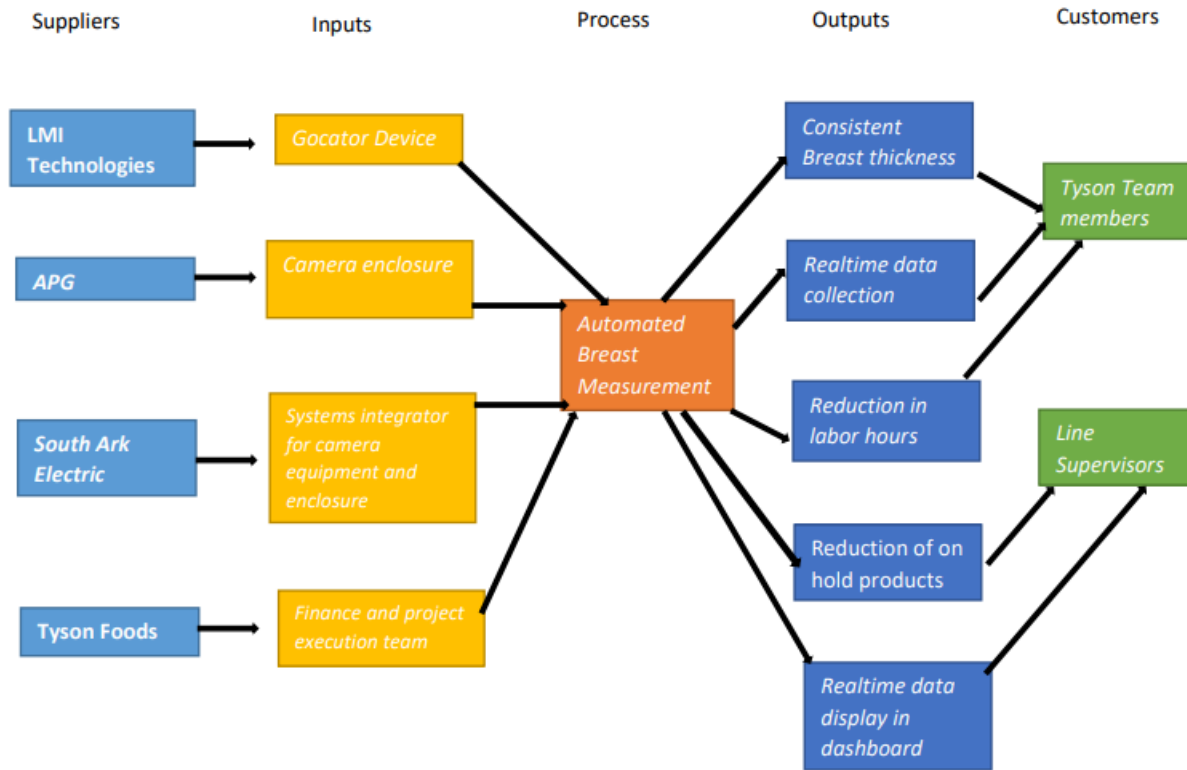 Suppliers
Inputs
Process
Outputs
Customers
LMI
Technologies
Gocator Device
Consistent
Breast thickness
Tyson Team
members
APG
Camera enclosure
Realtime data
collection
Automated
Breast
Measurement
South Ark
Electric
Systems integrator
for camera
equipment and
enclosure
Reduction in
labor hours
Line
Supervisors
Reduction of on
hold products
Tyson Foods
Finance and project
execution team
Realtime data
display in
dashboard